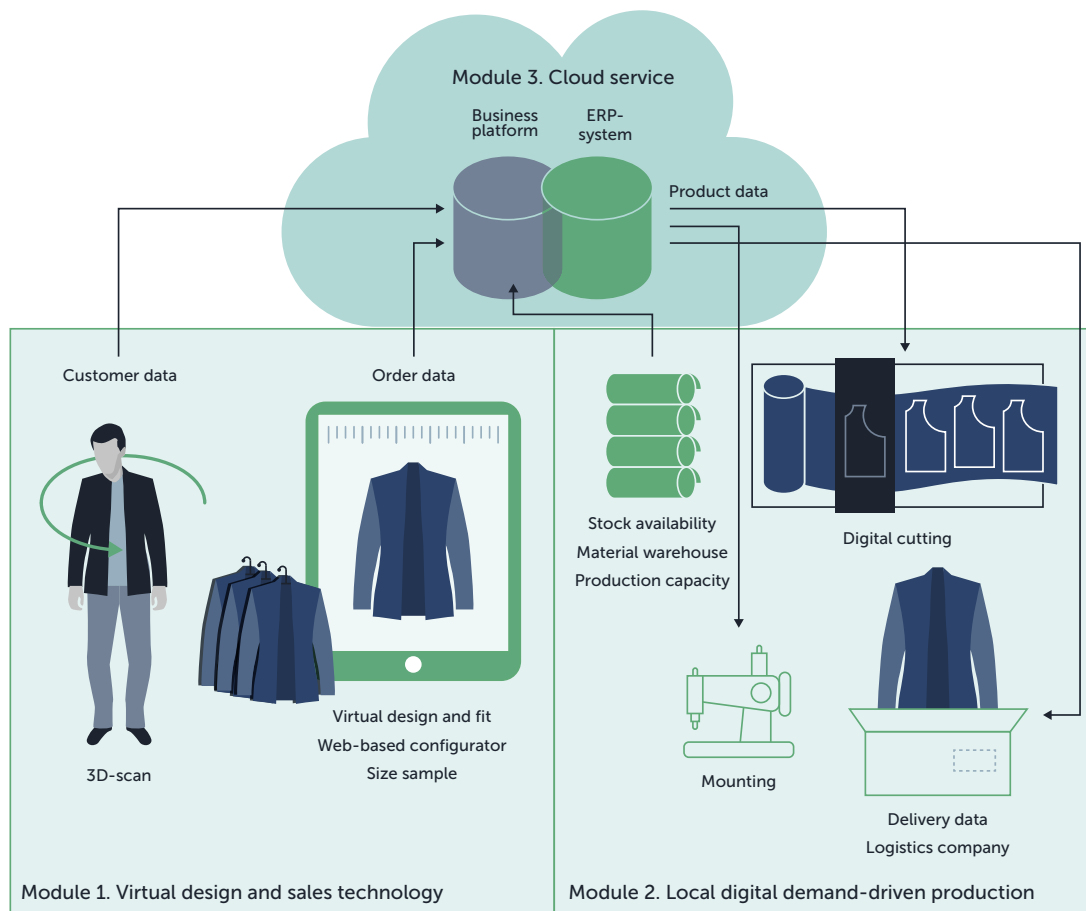 Module 3. Cloud service
Business
platform
ERP-
system
Product data
Customer data
Order data
Stock availability
Material warehouse
Production capacity
Digital cutting
Virtual design and fit
Web-based configurator
Size sample
3D-scan
Mounting
Delivery data
Logistics company
Module 1. Virtual design and sales technology
Module 2. Local digital demand-driven production